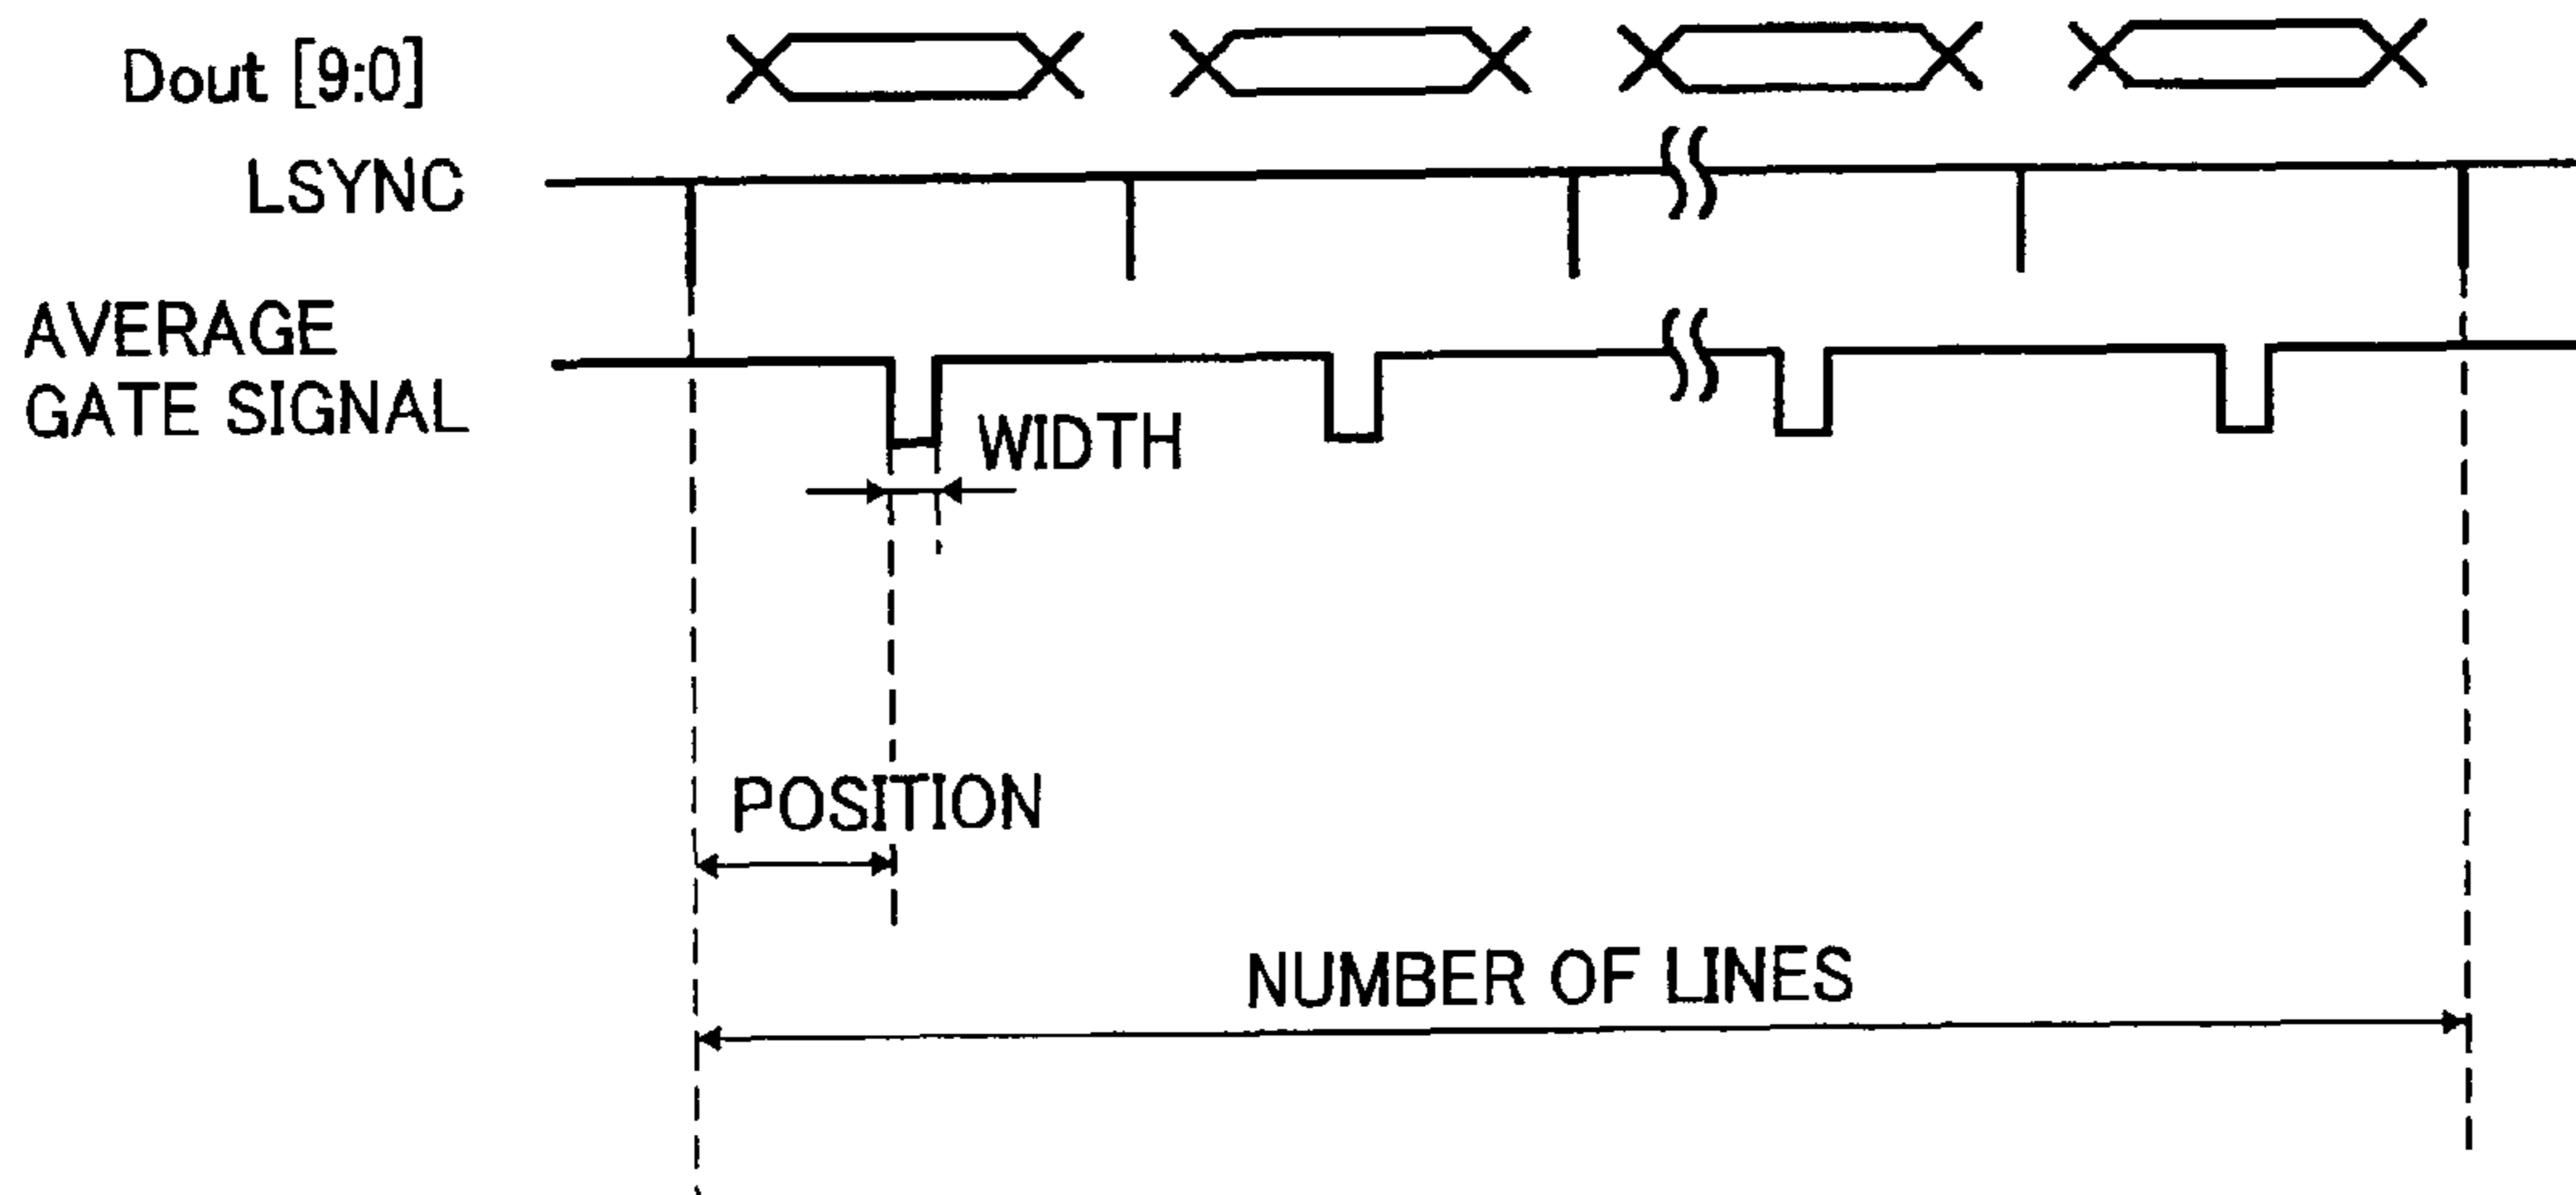 Dout [9:0]
LSYNC
AVERAGE
GATE SIGNAL
WIDTH
POSITION
NUMBER OF LINES